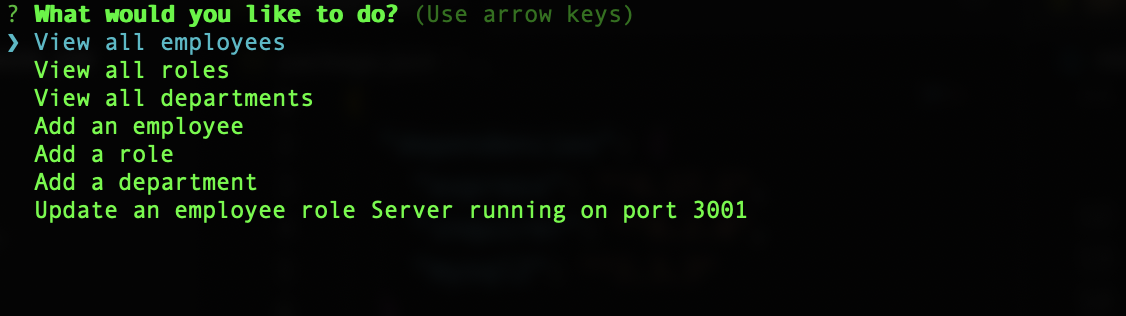 ? What would you like to do? (Use arrow keys)
❯ View all employees
View all roles
View all departments
Add an employee
Add a role
Add a department
Update an employee role Server running on port 3001